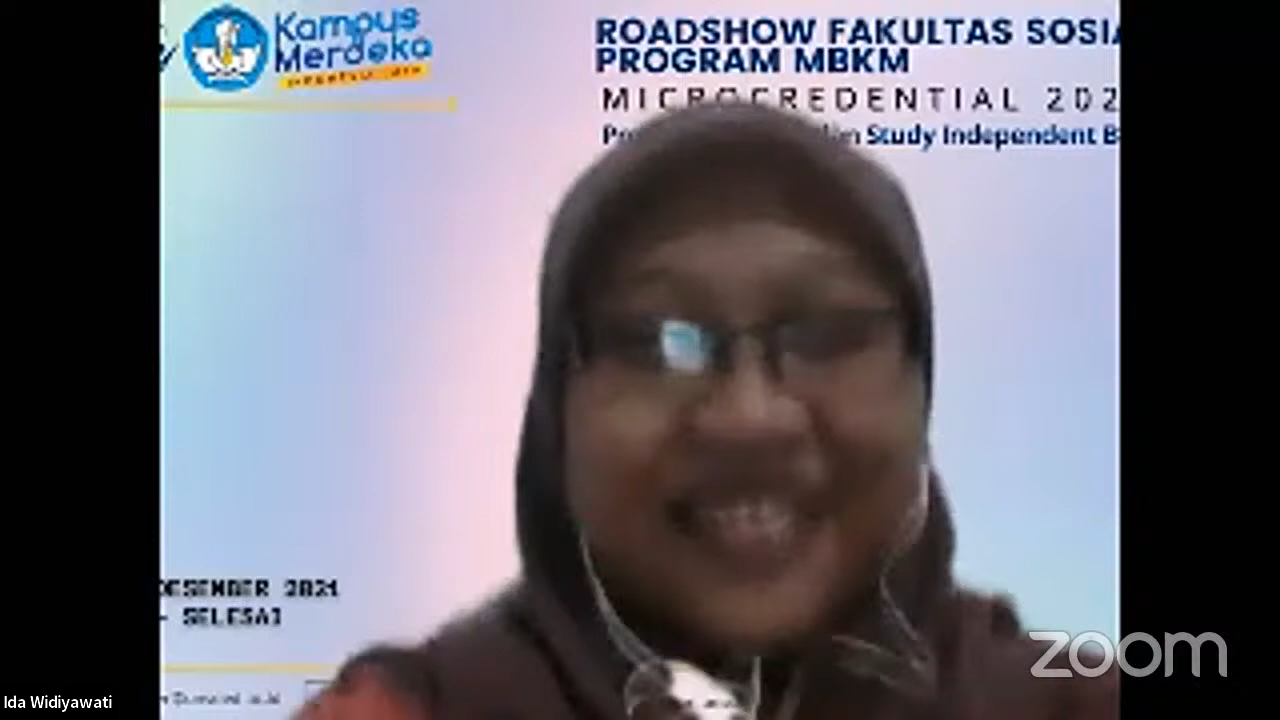 Kampus
Merdeka
ROADSHOW FAKULTAS SOSIA
PROGRAM MBKM
MICROCREDENTIAL 202
Study Independent B
DESEMBER 2021
- SELESAI
Ida Widiyawati
zoom